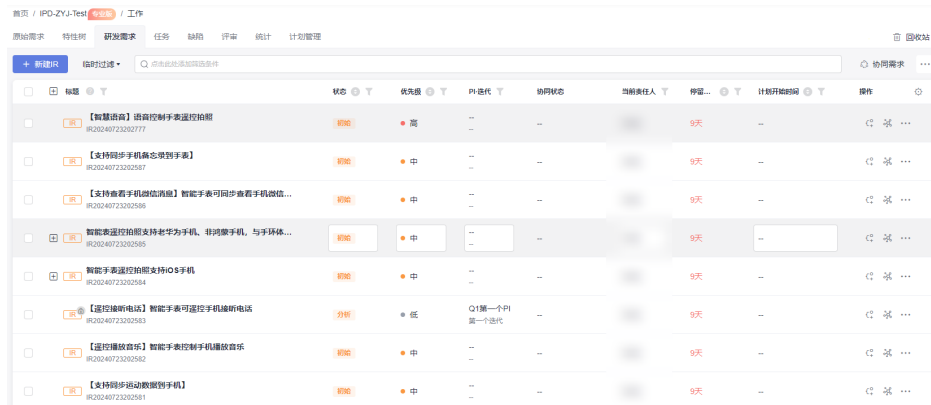 首页 / IPD-ZYJ-Test 专业版 / 工作
原始需求 特性树 研发需求 任务 缺陷 评审 统计 计划管理 回收站
+ 新建IR 临时过滤 点击此处添加筛选条件 协同需求 ...
标题 状态 优先级 PI-迭代 协同状态 当前责任人 停留... 计划开始时间 操作
【智慧语音】语音控制手表遥控拍照
IR 初始 高 -- -- 9天 -- ...
IR20240723202777 --
【支持同步手机备忘录到手表】
IR 初始 中 -- -- 9天 -- ...
IR20240723202587 --
【支持查看手机微信消息】智能手表可同步查看手机微信...
IR 初始 中 -- -- 9天 -- ...
IR20240723202586 --
智能表遥控拍照支持老华为手机、非鸿蒙手机，与手环体...
IR 初始 中 -- -- 9天 -- ...
IR20240723202585 --
智能手表遥控拍照支持iOS手机
IR 初始 中 -- -- 9天 -- ...
IR20240723202584 --
【遥控接听电话】智能手表可遥控手机接听电话 Q1第一个PI
IR 分析 低 -- 9天 -- ...
IR20240723202583 第一个迭代
【遥控播放音乐】智能手表控制手机播放音乐
IR 初始 中 -- -- 9天 -- ...
IR20240723202582 --
【支持同步运动数据到手机】
IR 初始 中 -- -- 9天 -- ...
IR20240723202581 --